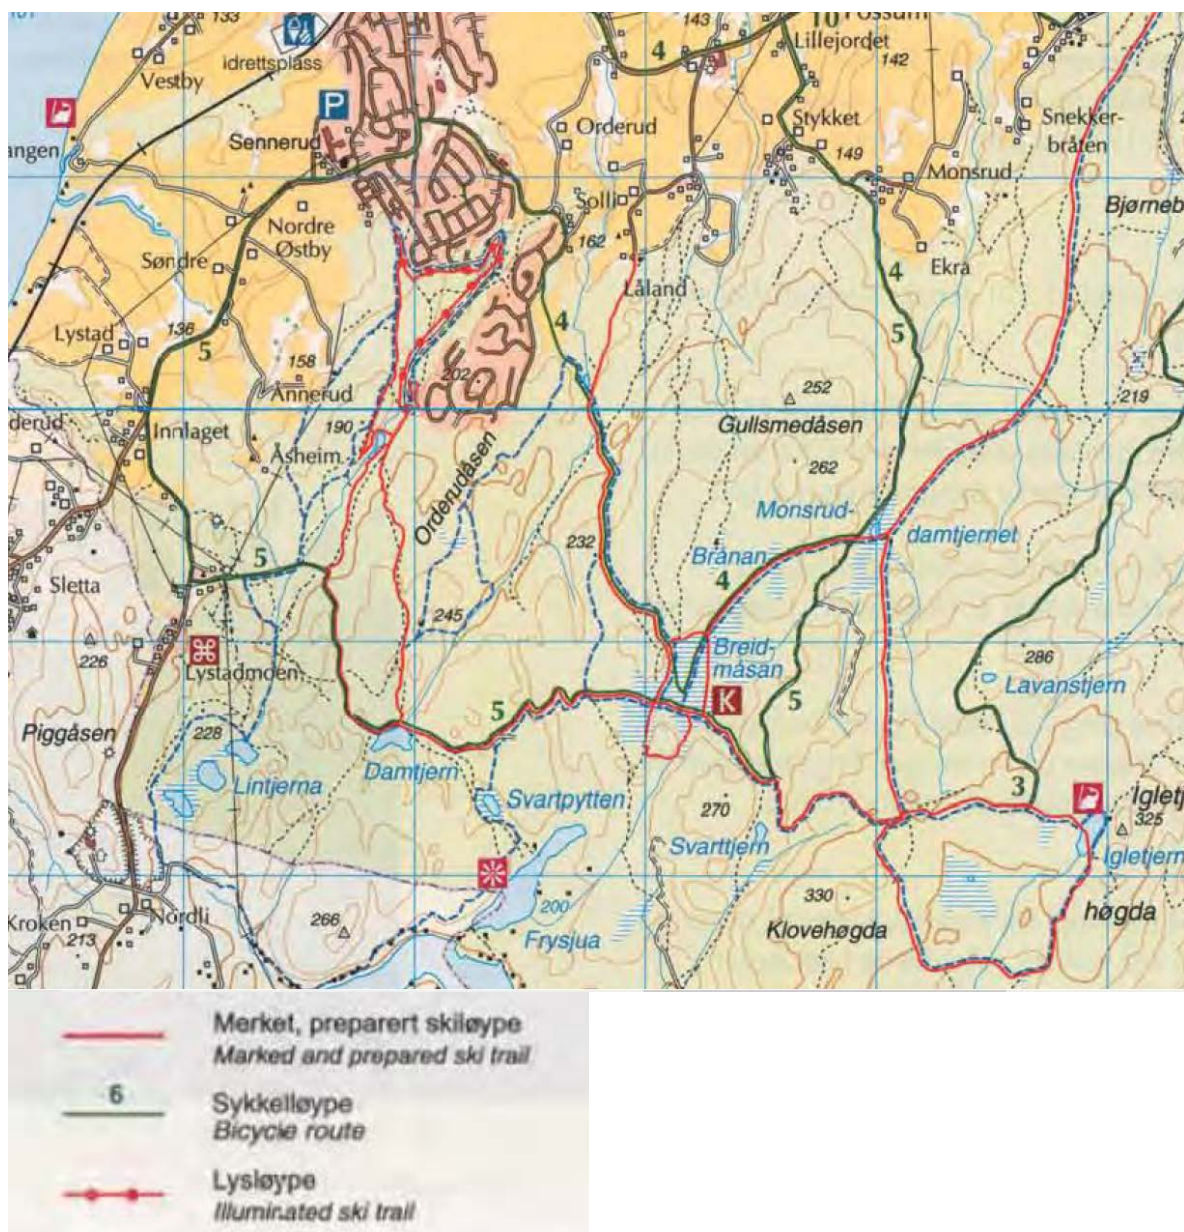 133
Vestby
idrettsplass
P
Sennerud
angen
4
143
10
Lillejordet
142
Orderud
Stykket
149
Snekker-
bråten
Monsrud
Solli
162
Nordre
Østby
Søndre
Bjørneb
Ekra
Låland
4
4
5
Lystad
136
5
158
Ånnerud
202
252
219
Gullsmedåsen
derud
Innlaget
190
Åsheim
Orderudåsen
262
Monsrud-
damtjernet
232
Brånan
4
Sletta
5
245
226
Lystadmoen
Breid-
måsan
286
Lavanstjern
5
K
5
Piggåsen
228
Lintjerna
Damtjern
Svartpytten
270
Svarttjern
3
Igletj
325
Igletjern
Kroken
213
Nordli
266
200
Frysjua
330
Klovehøgda
høgda
Merket, preparert skiløype
Marked and prepared ski trail
6
Sykkelløype
Bicycle route
Lysløype
Illuminated ski trail